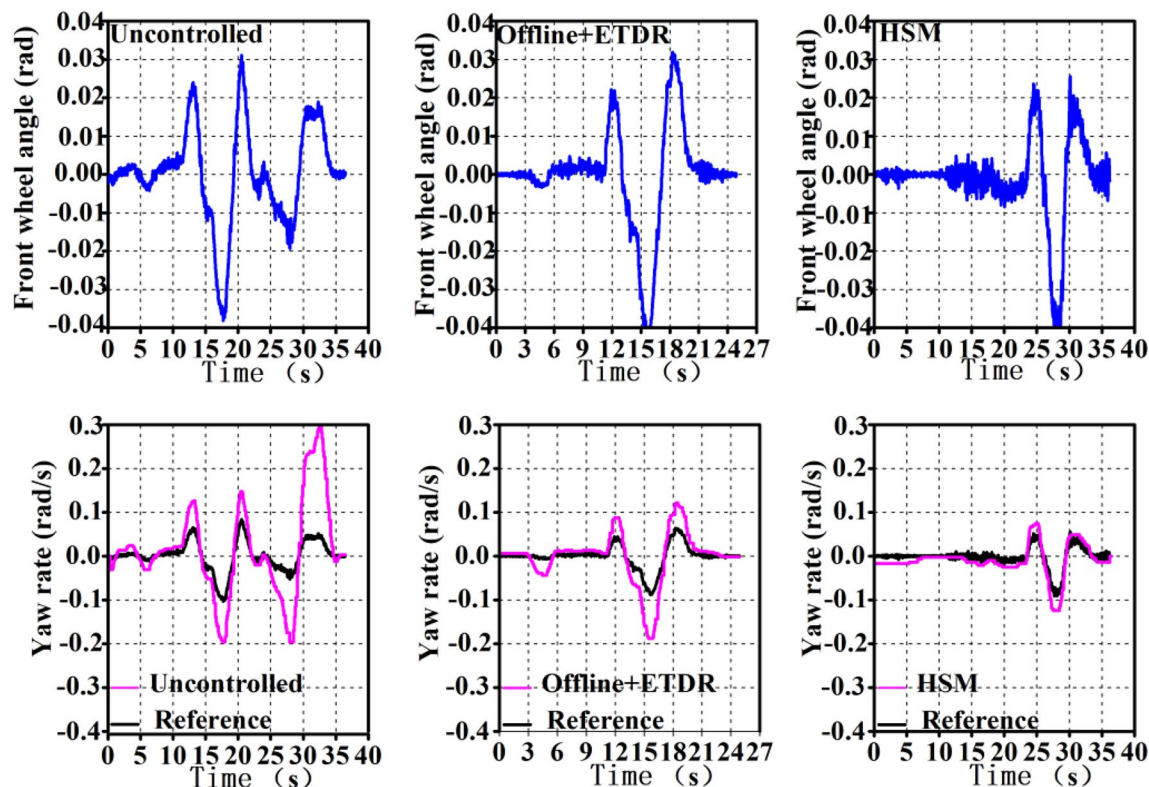 Uncontrolled
Front wheel angle (rad)
0.04
0.03
0.02
0.01
0.00
-0.01
-0.02
-0.03
-0.04
0 5 10 15 20 25 30 35 40
Time (s)
Offline+ETDR
Front wheel angle (rad)
0.04
0.03
0.02
0.01
0.00
-0.01
-0.02
-0.03
-0.04
0 3 6 9 12 15 18 21 24 27
Time (s)
HSM
Front wheel angle (rad)
0.04
0.03
0.02
0.01
0.00
-0.01
-0.02
-0.03
-0.04
0 5 10 15 20 25 30 35 40
Time (s)
Yaw rate (rad/s)
0.3
0.2
0.1
0.0
-0.1
-0.2
-0.3
-0.4
Uncontrolled
Reference
0 5 10 15 20 25 30 35 40
Time (s)
Yaw rate (rad/s)
0.3
0.2
0.1
0.0
-0.1
-0.2
-0.3
-0.4
Offline+ETDR
Reference
0 3 6 9 12 15 18 21 24 27
Time (s)
Yaw rate (rad/s)
0.3
0.2
0.1
0.0
-0.1
-0.2
-0.3
-0.4
HSM
Reference
0 5 10 15 20 25 30 35 40
Time (s)